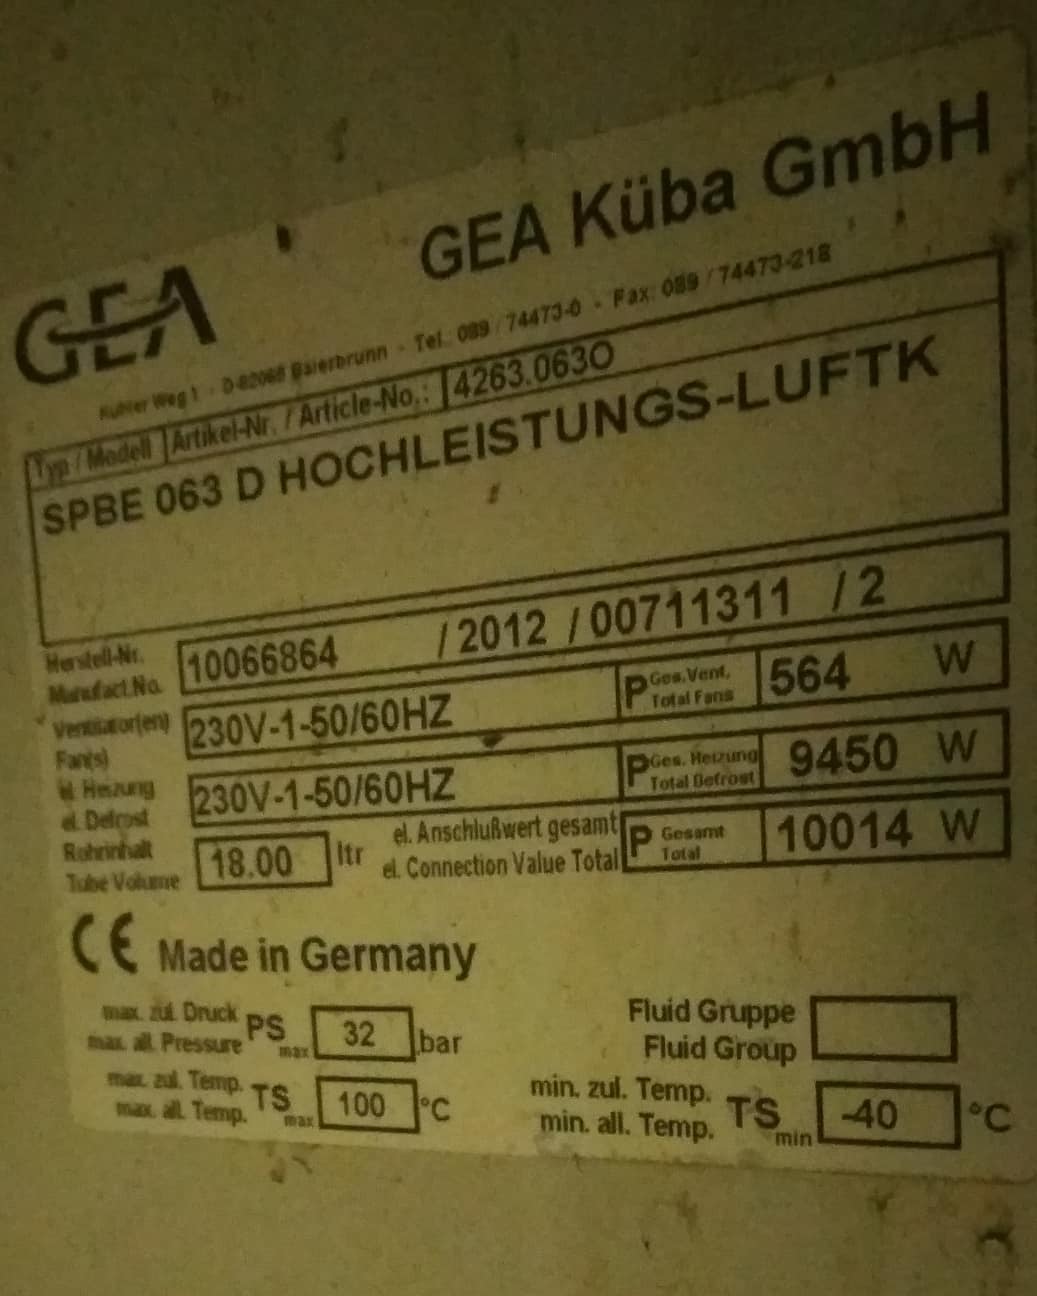 GEA
GEA Küba GmbH
Kühler Weg 1 - D-82065 Baierbrunn - Tel.: 089 / 74473-0 - Fax: 089 / 74473-218
Typ / Modell Artikel-Nr. / Article-No.: 4263.063O
SPBE 063 D HOCHLEISTUNGS-LUFTK
Herstell-Nr. 10066864 / 2012 / 00711311 / 2
Manufact.No.
Ventilator(en) 230V-1-50/60HZ P Ges.Vent. 564 W
Fan(s) Total Fans
el. Heizung 230V-1-50/60HZ P Ges. Heizung 9450 W
el. Defrost Total Defrost
Rohrinhalt 18.00 ltr el. Anschlußwert gesamt P Gesamt 10014 W
Tube Volume el. Connection Value Total Total
CE Made in Germany
max. zul. Druck PS max 32 bar Fluid Gruppe
max. all. Pressure Fluid Group
max. zul. Temp. TS max 100 °C min. zul. Temp. TS min -40 °C
max. all. Temp. min. all. Temp.